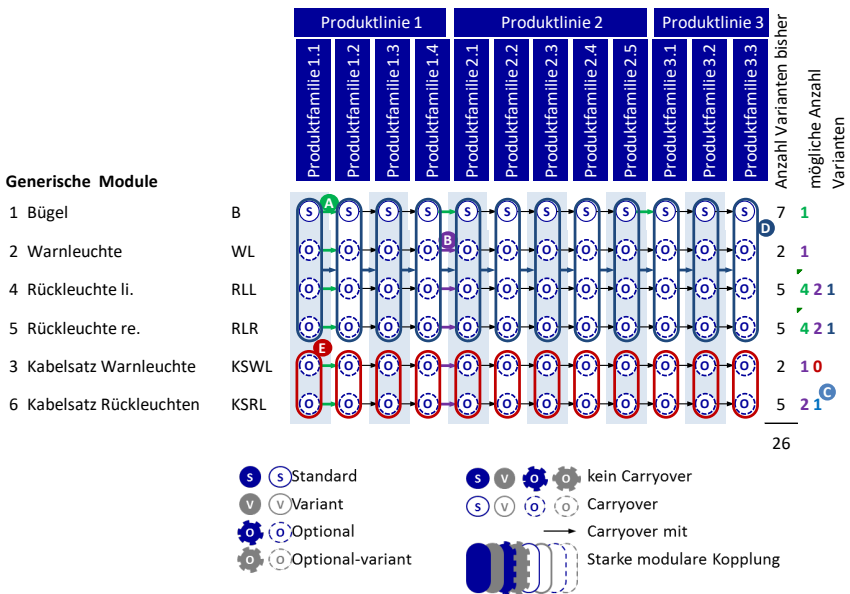 Produktlinie 1 Produktlinie 2 Produktlinie 3
Produktfamilie 1.1
Produktfamilie 1.2
Produktfamilie 1.3
Produktfamilie 1.4
Produktfamilie 2.1
Produktfamilie 2.2
Produktfamilie 2.3
Produktfamilie 2.4
Produktfamilie 2.5
Produktfamilie 3.1
Produktfamilie 3.2
Produktfamilie 3.3
Anzahl Varianten bisher
mögliche Anzahl
Varianten
Generische Module
A
1 Bügel B S S S S S S S S S S S S 7 1
B D
2 Warnleuchte WL O O O O O O O O O O O O 2 1
4 Rückleuchte li. RLL O O O O O O O O O O O O 5 4 2 1
5 Rückleuchte re. RLR O O O O O O O O O O O O 5 4 2 1
E
3 Kabelsatz Warnleuchte KSWL O O O O O O O O O O O O 2 1 0
C
6 Kabelsatz Rückleuchten KSRL O O O O O O O O O O O O 5 2 1
26
S S Standard S V O O kein Carryover
V V Variant S V O O Carryover
O O Optional Carryover mit
O O Optional-variant Starke modulare Kopplung